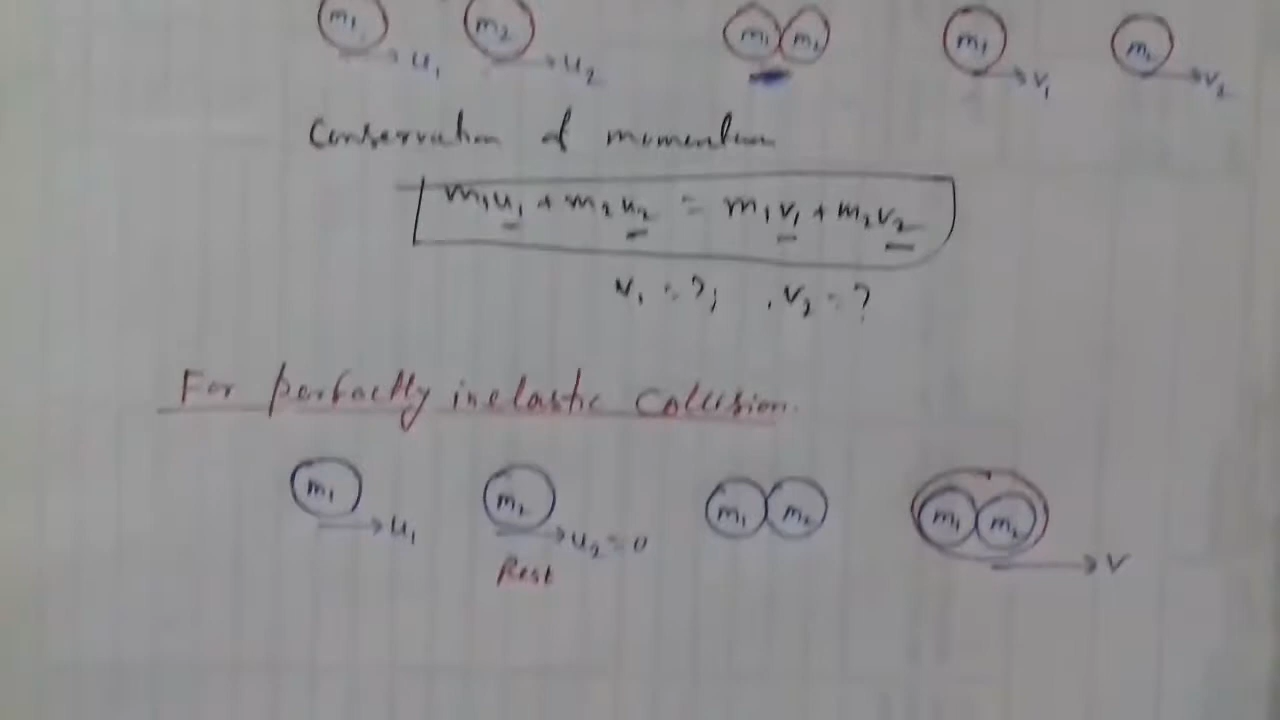 m₁ m₂ m₁ m₂ m₁ m₂
u₁ u₂ v₁ v₂
Conservation of momentum
m₁u₁ + m₂u₂ = m₁v₁ + m₂v₂
v₁ = ?, v₂ = ?
For perfectly inelastic collision.
m₁ m₂ m₁ m₂ m₁ m₂
u₁ u₂ = 0 v
Rest